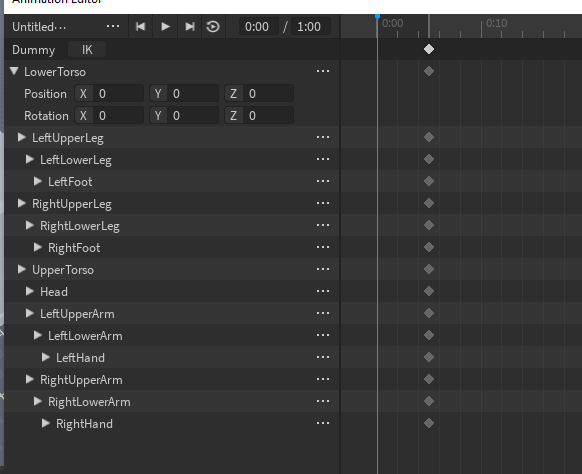 Animation Editor
Untitled··· ··· 0:00 / 1:00 0:00 0:10
Dummy IK
LowerTorso ···
Position X 0 Y 0 Z 0
Rotation X 0 Y 0 Z 0
LeftUpperLeg ···
LeftLowerLeg ···
LeftFoot ···
RightUpperLeg ···
RightLowerLeg ···
RightFoot ···
UpperTorso ···
Head ···
LeftUpperArm ···
LeftLowerArm ···
LeftHand ···
RightUpperArm ···
RightLowerArm ···
RightHand ···